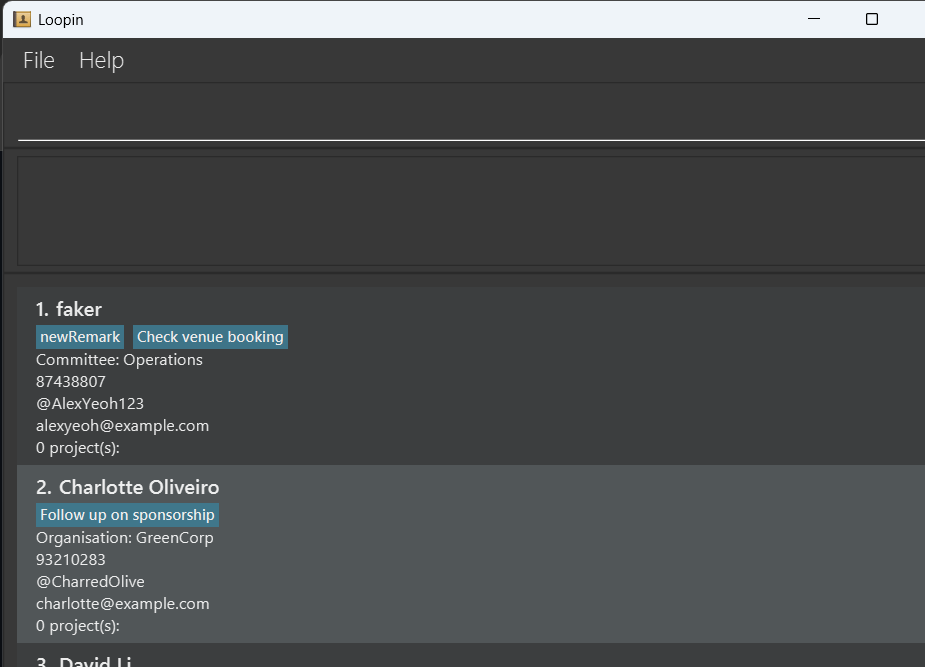 Loopin
File Help
1. faker
newRemark Check venue booking
Committee: Operations
87438807
@AlexYeoh123
alexyeoh@example.com
0 project(s):
2. Charlotte Oliveiro
Follow up on sponsorship
Organisation: GreenCorp
93210283
@CharredOlive
charlotte@example.com
0 project(s):
3. David Li